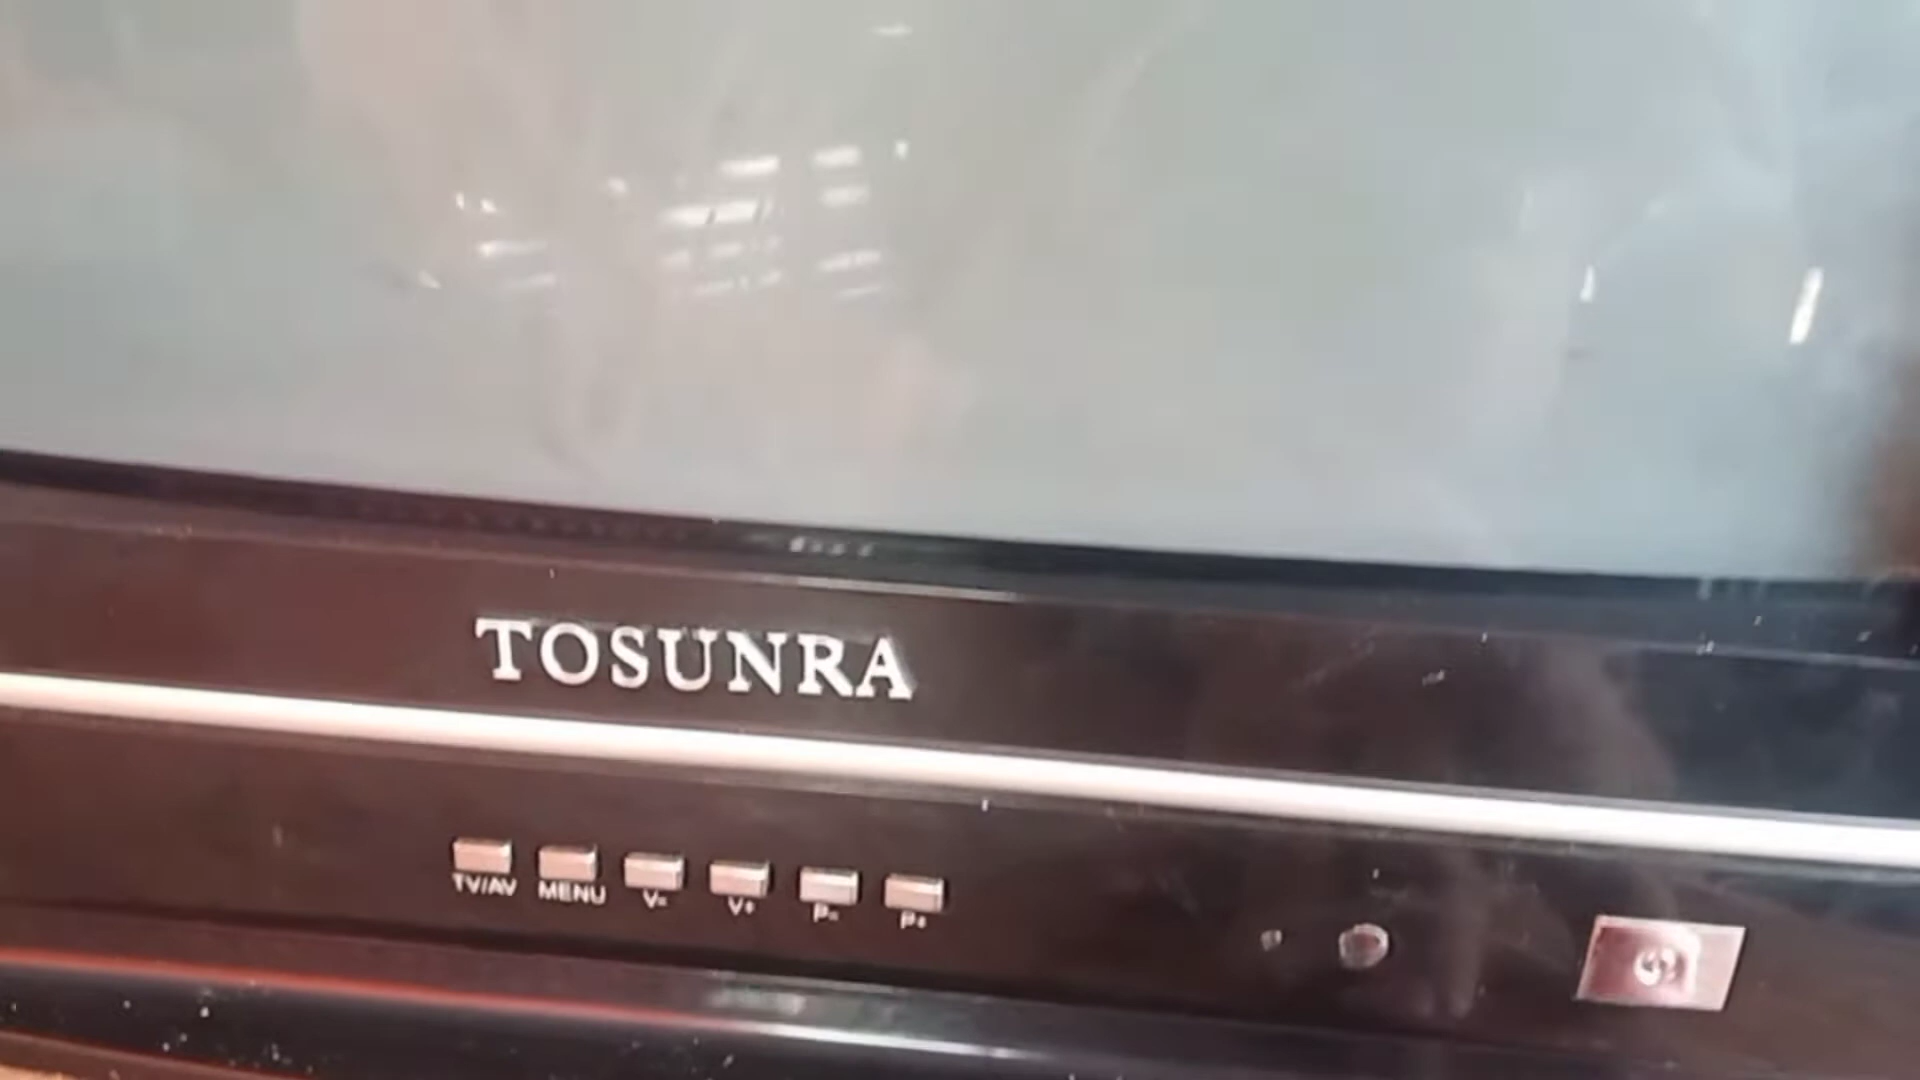 TOSUNRA
TV/AV MENU V- V+ P- P+